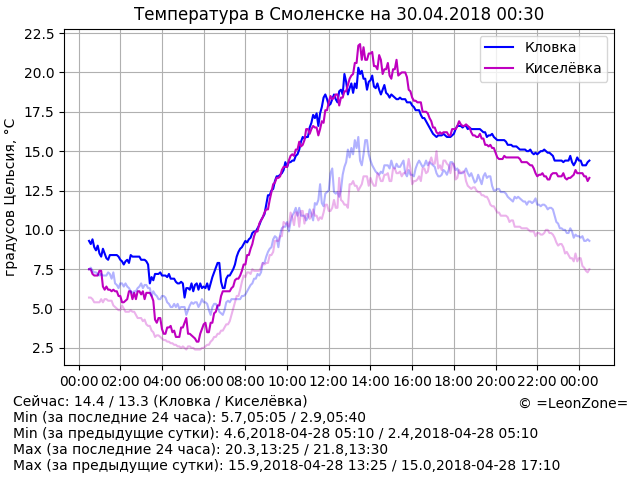 Температура в Смоленске на 30.04.2018 00:30
градусов Цельсия, °C
22.5
20.0
17.5
15.0
12.5
10.0
7.5
5.0
2.5
Кловка
Киселёвка
00:00 02:00 04:00 06:00 08:00 10:00 12:00 14:00 16:00 18:00 20:00 22:00 00:00
Сейчас: 14.4 / 13.3 (Кловка / Киселёвка)
© =LeonZone=
Min (за последние 24 часа): 5.7,05:05 / 2.9,05:40
Min (за предыдущие сутки): 4.6,2018-04-28 05:10 / 2.4,2018-04-28 05:10
Max (за последние 24 часа): 20.3,13:25 / 21.8,13:30
Max (за предыдущие сутки): 15.9,2018-04-28 13:25 / 15.0,2018-04-28 17:10